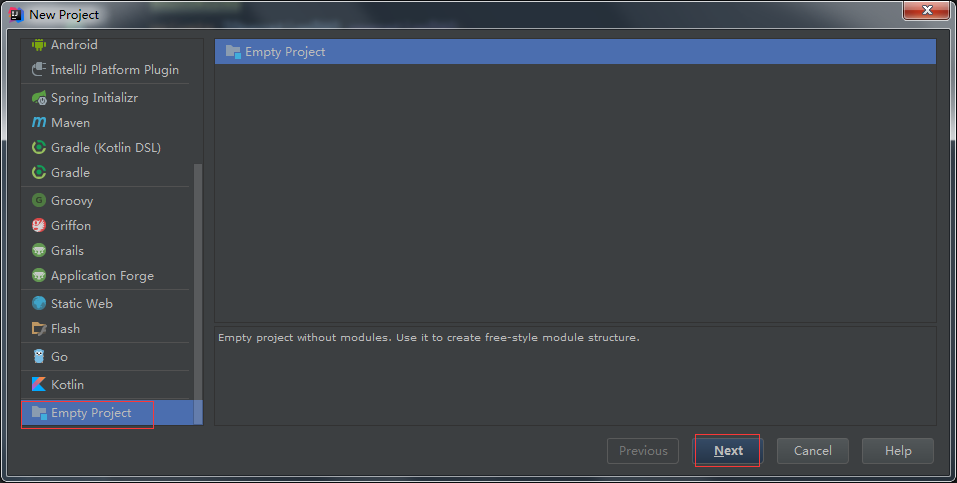 New Project
Android
IntelliJ Platform Plugin
Spring Initializr
Maven
Gradle (Kotlin DSL)
Gradle
Groovy
Griffon
Grails
Application Forge
Static Web
Flash
Go
Kotlin
Empty Project
Empty Project
Empty project without modules. Use it to create free-style module structure.
Previous
Next
Cancel
Help